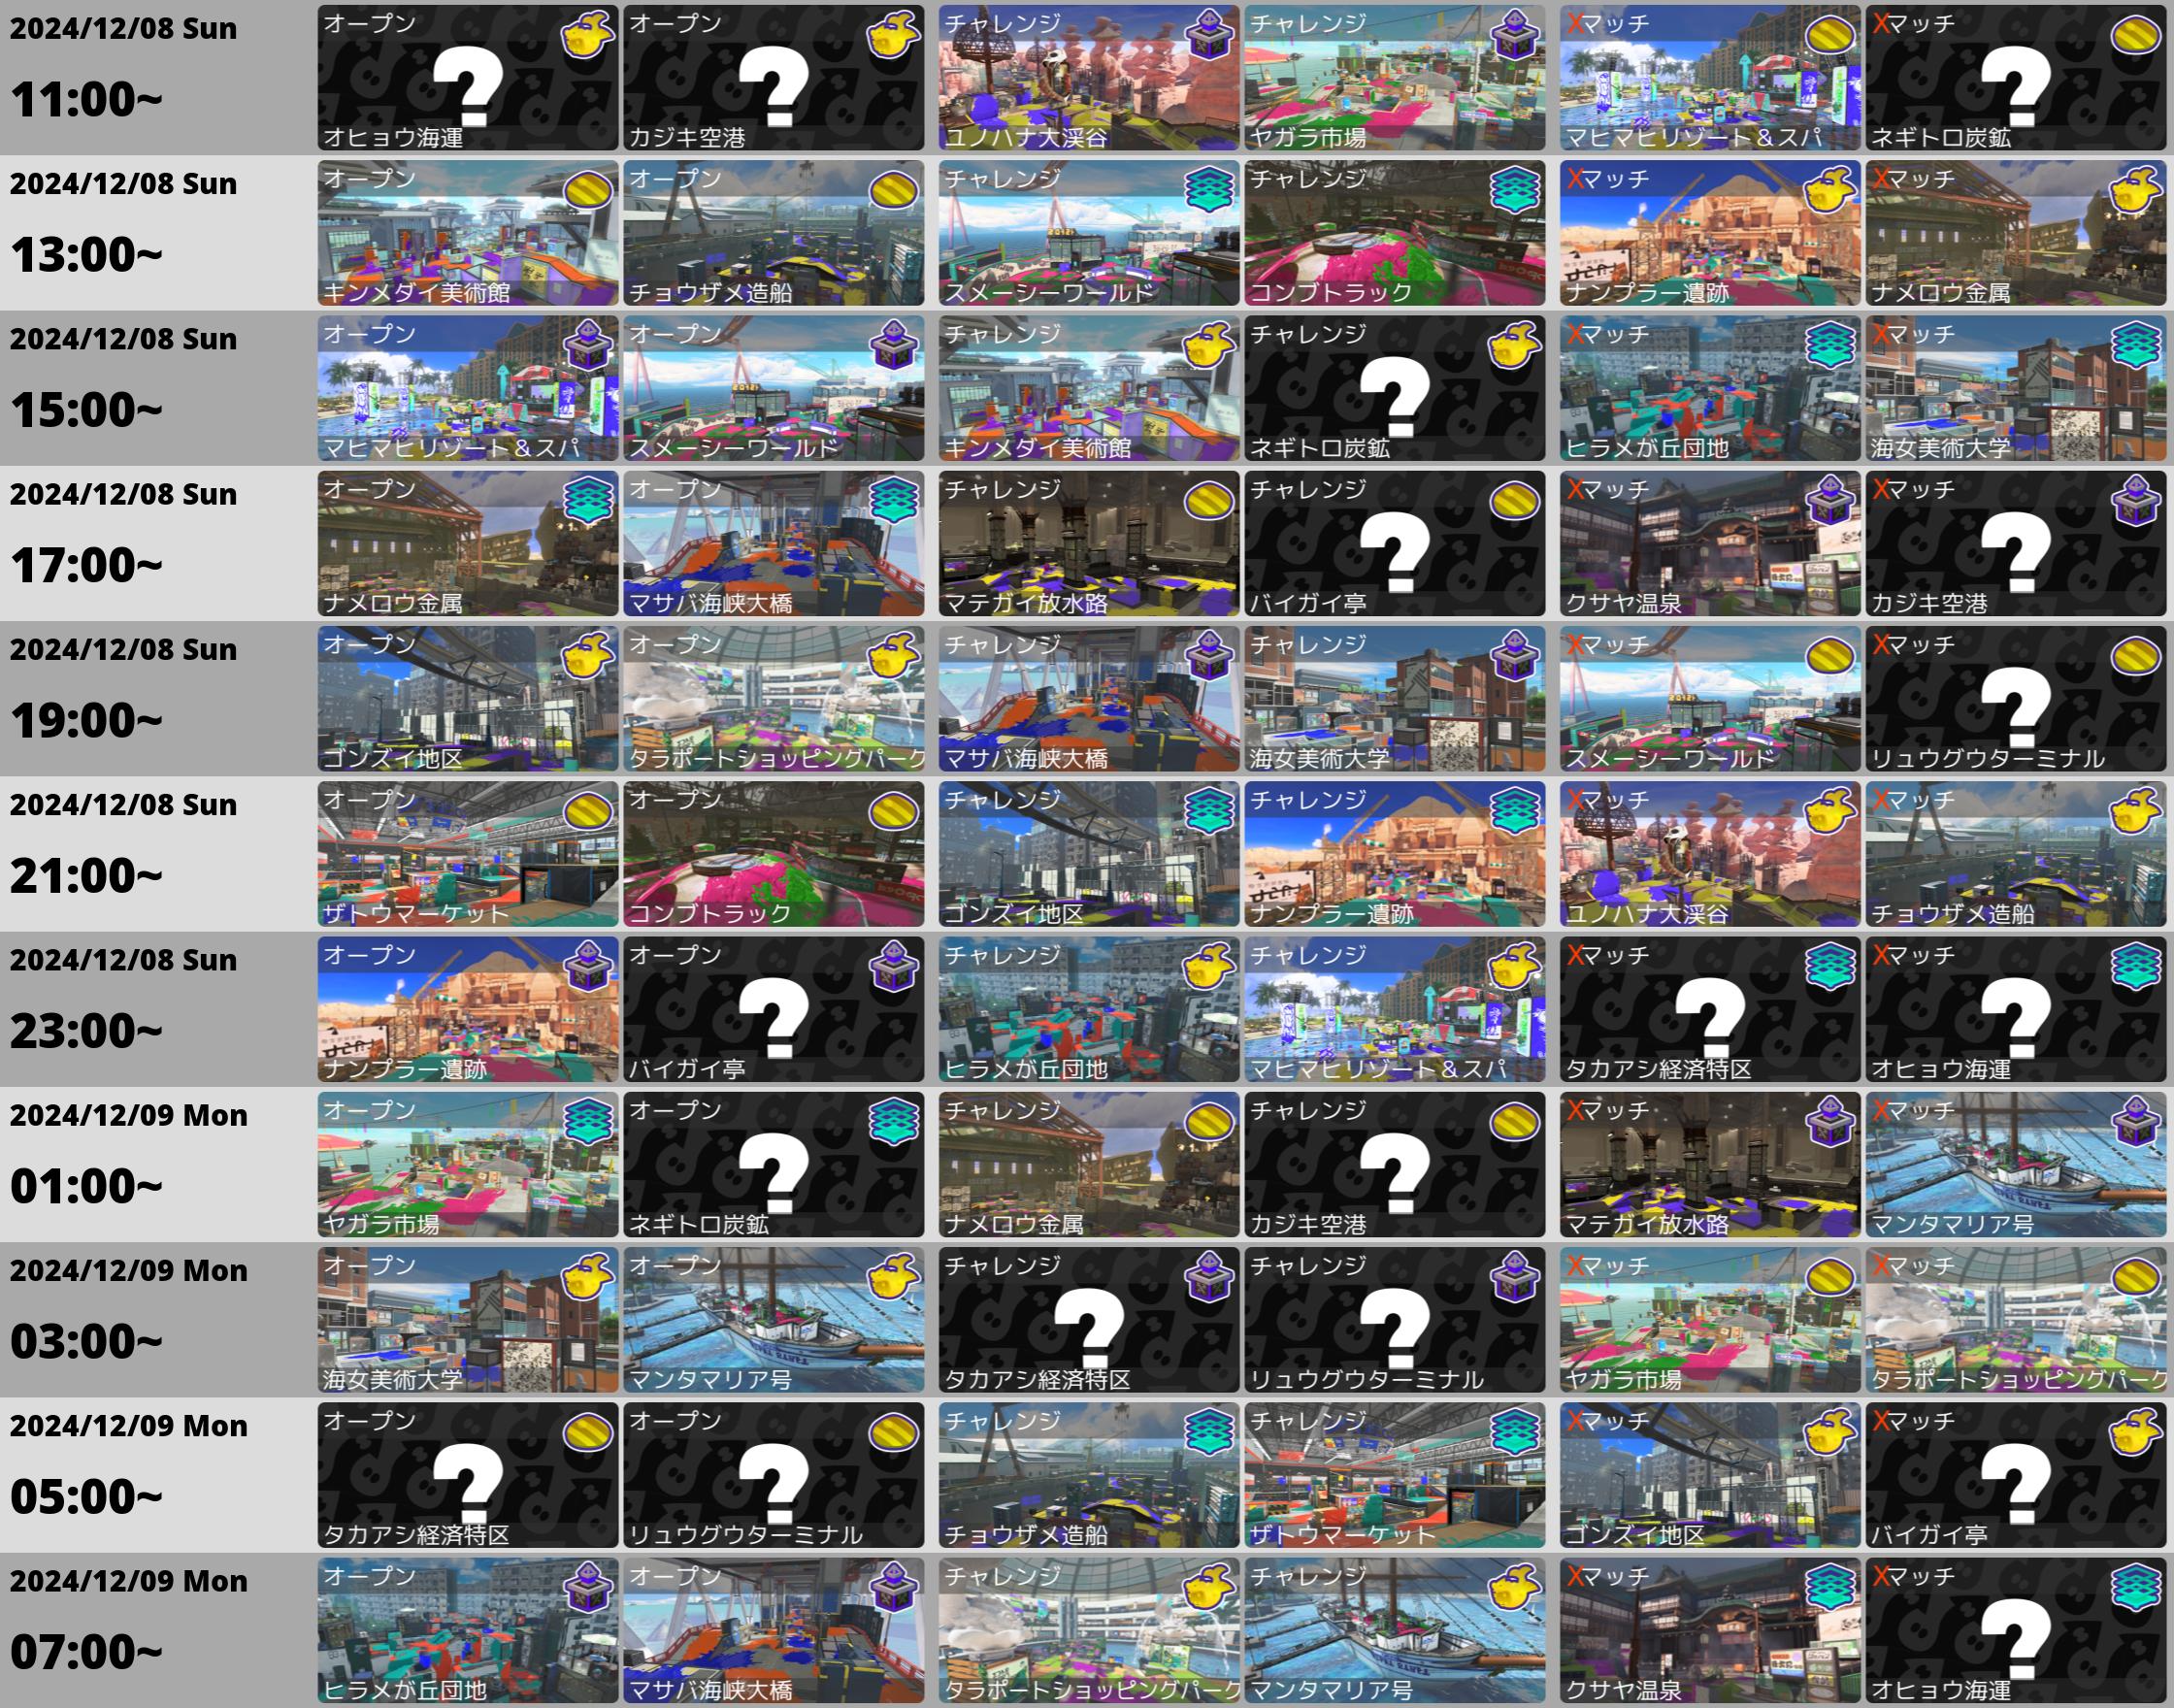 2024/12/08 Sun
11:00~
オープン オープン チャレンジ チャレンジ Xマッチ Xマッチ
オヒョウ海運 カジキ空港 ユノハナ大渓谷 ヤガラ市場 マヒマヒリゾート&スパ ネギトロ炭鉱
2024/12/08 Sun
13:00~
オープン オープン チャレンジ チャレンジ Xマッチ Xマッチ
キンメダイ美術館 チョウザメ造船 スメーシーワールド コンブトラック ナンプラー遺跡 ナメロウ金属
2024/12/08 Sun
15:00~
オープン オープン チャレンジ チャレンジ Xマッチ Xマッチ
マヒマヒリゾート&スパ スメーシーワールド キンメダイ美術館 ネギトロ炭鉱 ヒラメが丘団地 海女美術大学
2024/12/08 Sun
17:00~
オープン オープン チャレンジ チャレンジ Xマッチ Xマッチ
ナメロウ金属 マサバ海峡大橋 マテガイ放水路 バイガイ亭 クサヤ温泉 カジキ空港
2024/12/08 Sun
19:00~
オープン オープン チャレンジ チャレンジ Xマッチ Xマッチ
ゴンズイ地区 タラポートショッピングパーク マサバ海峡大橋 海女美術大学 スメーシーワールド リュウグウターミナル
2024/12/08 Sun
21:00~
オープン オープン チャレンジ チャレンジ Xマッチ Xマッチ
ザトウマーケット コンブトラック ゴンズイ地区 ナンプラー遺跡 ユノハナ大渓谷 チョウザメ造船
2024/12/08 Sun
23:00~
オープン オープン チャレンジ チャレンジ Xマッチ Xマッチ
ナンプラー遺跡 バイガイ亭 ヒラメが丘団地 マヒマヒリゾート&スパ タカアシ経済特区 オヒョウ海運
2024/12/09 Mon
01:00~
オープン オープン チャレンジ チャレンジ Xマッチ Xマッチ
ヤガラ市場 ネギトロ炭鉱 ナメロウ金属 カジキ空港 マテガイ放水路 マンタマリア号
2024/12/09 Mon
03:00~
オープン オープン チャレンジ チャレンジ Xマッチ Xマッチ
海女美術大学 マンタマリア号 タカアシ経済特区 リュウグウターミナル ヤガラ市場 タラポートショッピングパーク
2024/12/09 Mon
05:00~
オープン オープン チャレンジ チャレンジ Xマッチ Xマッチ
タカアシ経済特区 リュウグウターミナル チョウザメ造船 ザトウマーケット ゴンズイ地区 バイガイ亭
2024/12/09 Mon
07:00~
オープン オープン チャレンジ チャレンジ Xマッチ Xマッチ
ヒラメが丘団地 マサバ海峡大橋 タラポートショッピングパーク マンタマリア号 クサヤ温泉 オヒョウ海運